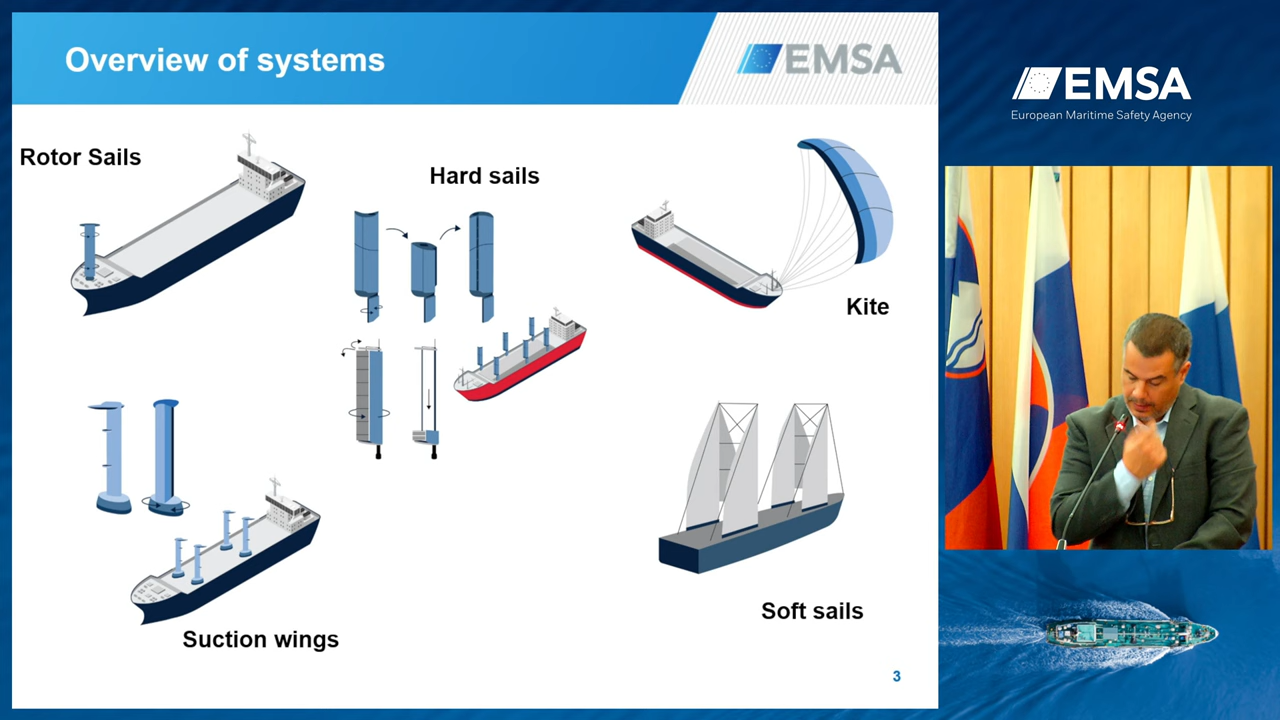 Overview of systems
EMSA
Rotor Sails
Hard sails
Kite
Suction wings
Soft sails
3
EMSA
European Maritime Safety Agency